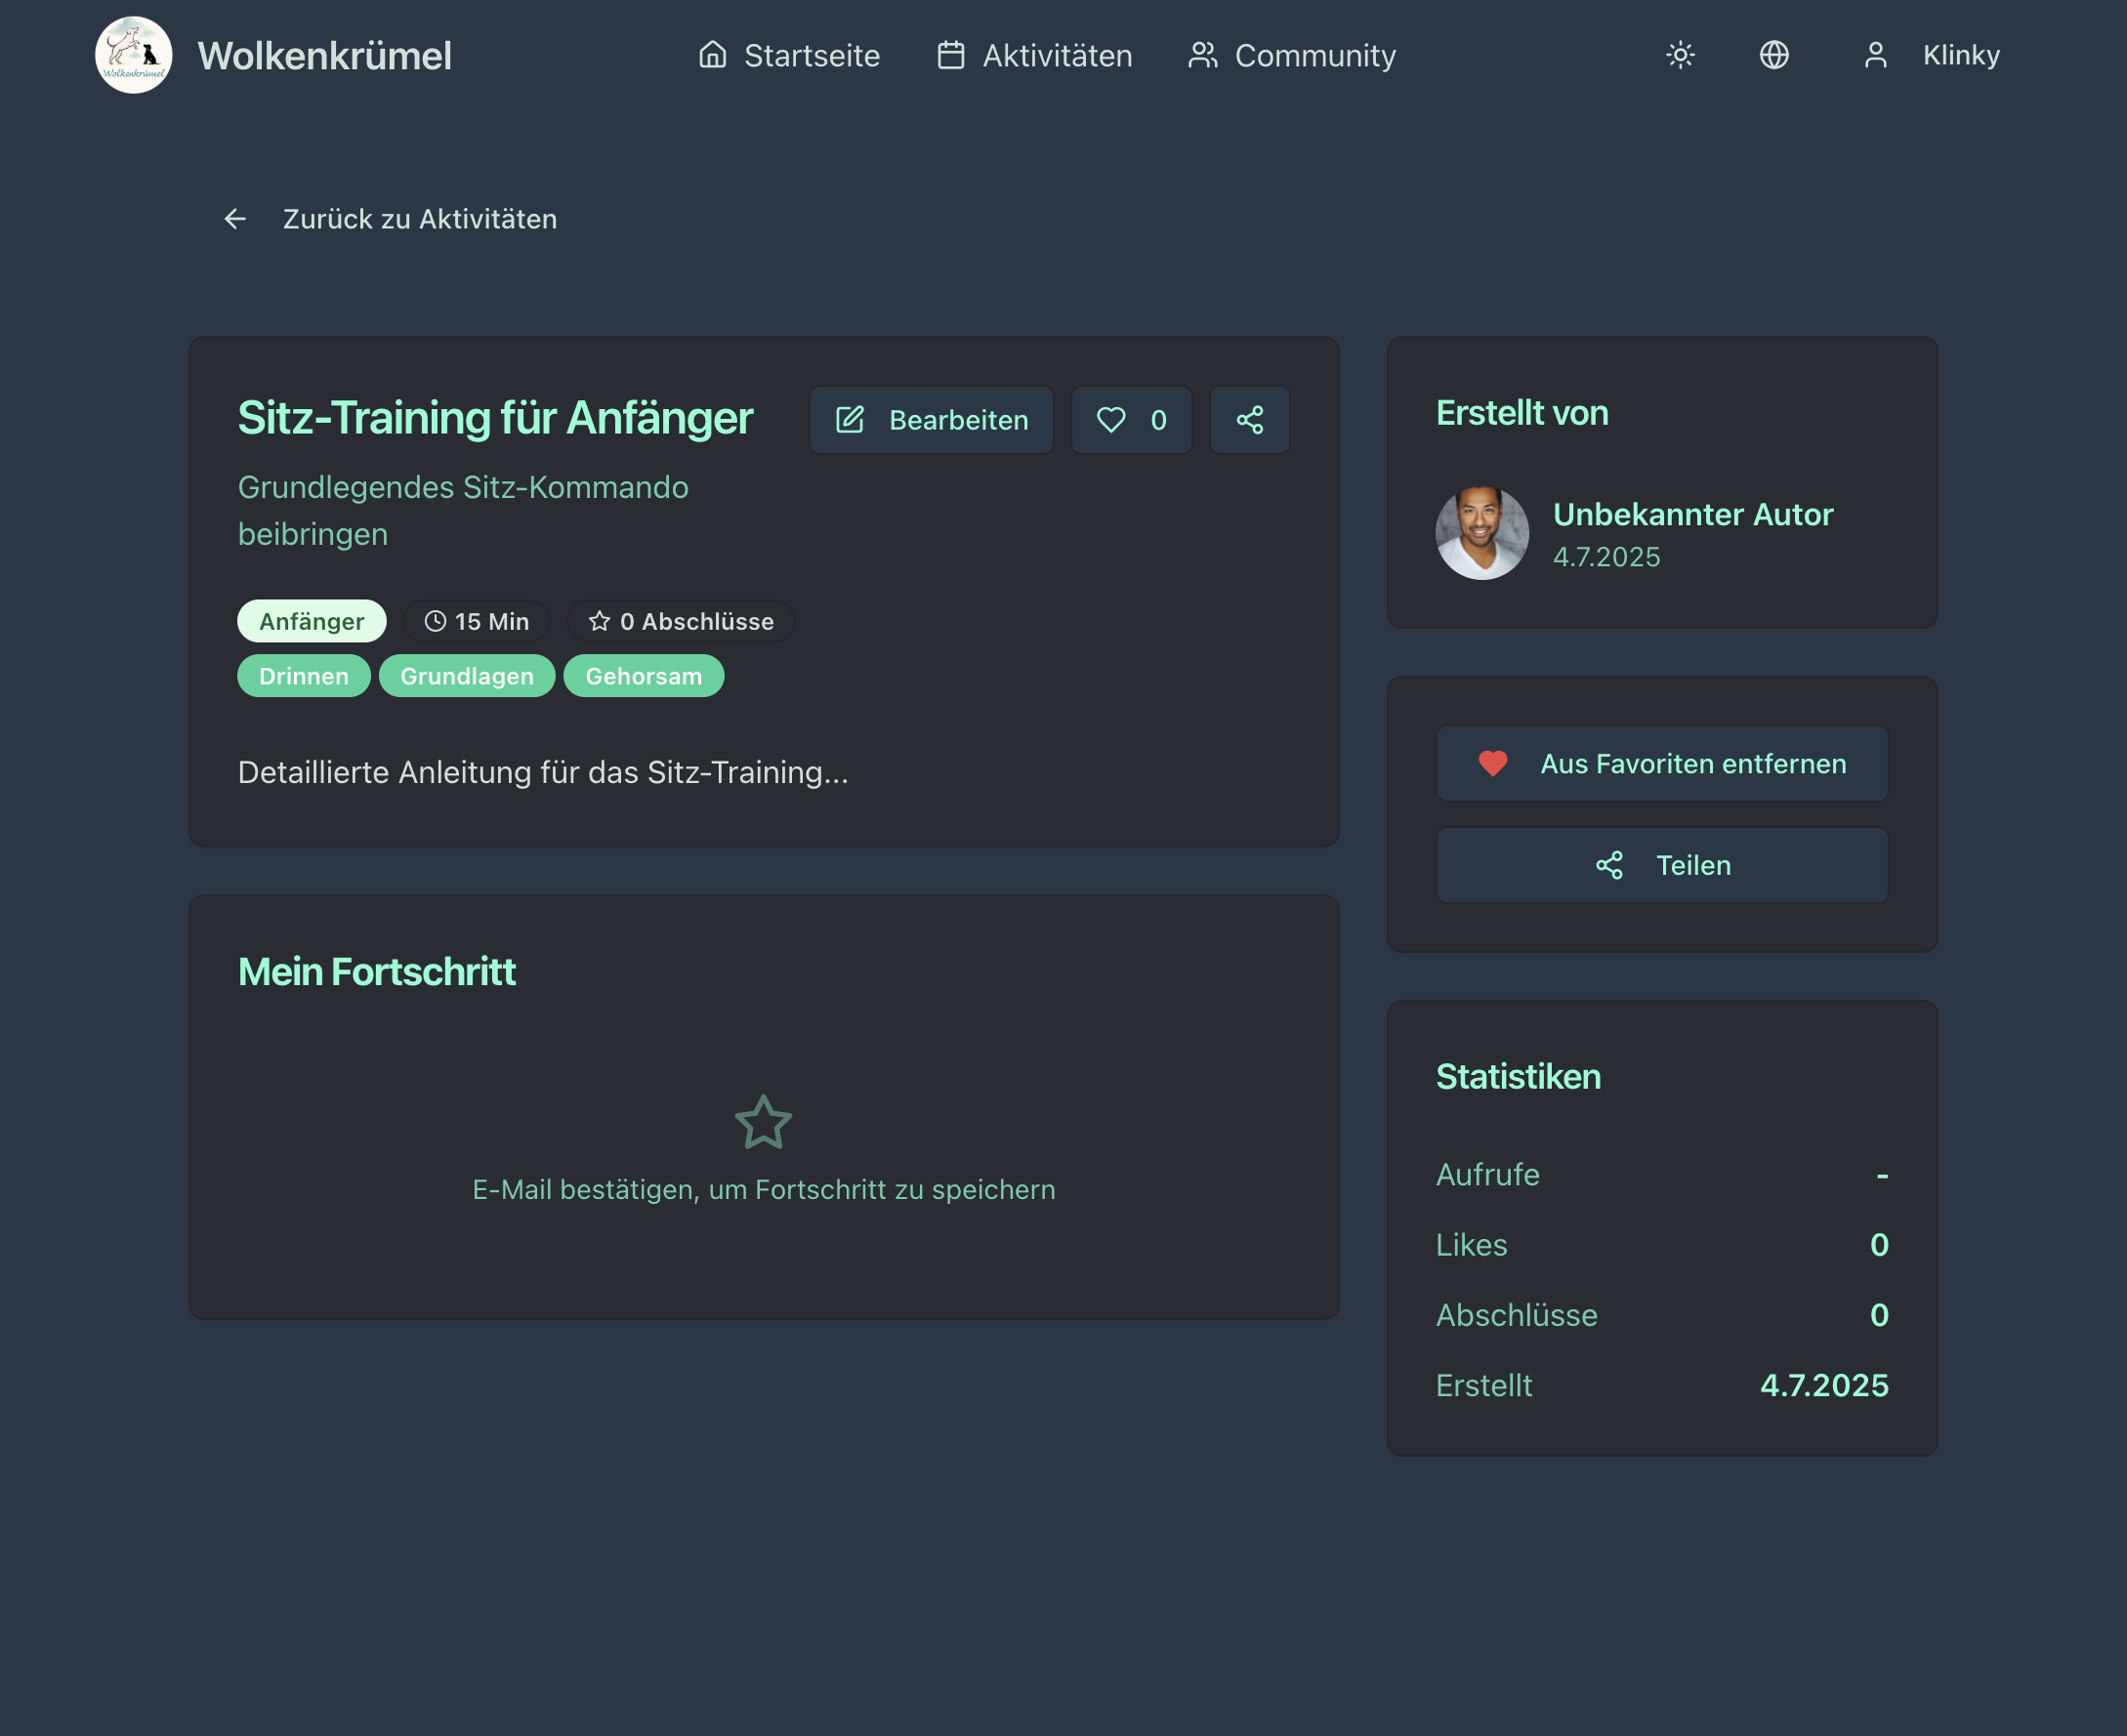 Wolkenkrümel
Wolkenkrümel
Startseite
Aktivitäten
Community
Klinky
Zurück zu Aktivitäten
Sitz-Training für Anfänger
Bearbeiten
0
Grundlegendes Sitz-Kommando
beibringen
Anfänger
15 Min
0 Abschlüsse
Drinnen
Grundlagen
Gehorsam
Detaillierte Anleitung für das Sitz-Training...
Mein Fortschritt
E-Mail bestätigen, um Fortschritt zu speichern
Erstellt von
Unbekannter Autor
4.7.2025
Aus Favoriten entfernen
Teilen
Statistiken
Aufrufe -
Likes 0
Abschlüsse 0
Erstellt 4.7.2025